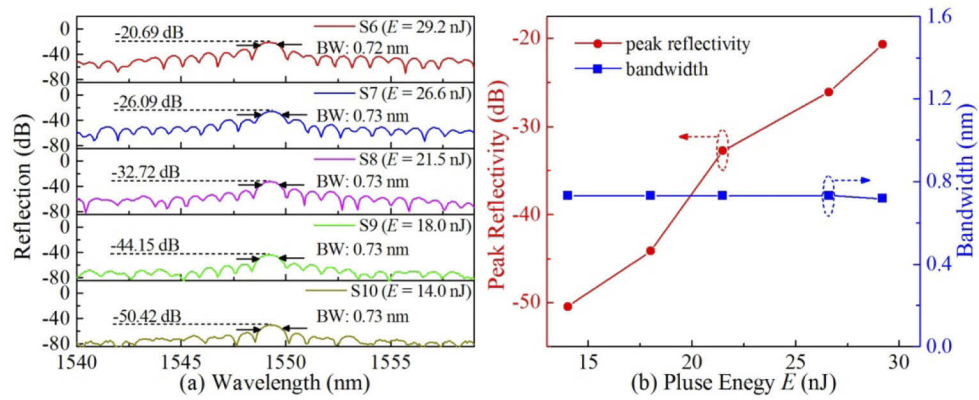 0
-40
-80
-20.69 dB
S6 (E = 29.2 nJ)
BW: 0.72 nm
0
-40
-80
-26.09 dB
S7 (E = 26.6 nJ)
BW: 0.73 nm
0
-40
-80
-32.72 dB
S8 (E = 21.5 nJ)
BW: 0.73 nm
0
-40
-80
-44.15 dB
S9 (E = 18.0 nJ)
BW: 0.73 nm
0
-40
-80
-50.42 dB
S10 (E = 14.0 nJ)
BW: 0.73 nm
Reflection (dB)
1540
1545
1550
1555
(a) Wavelength (nm)
-20
-30
-40
-50
Peak Reflectivity (dB)
peak reflectivity
bandwidth
1.6
1.2
0.8
0.4
0.0
Bandwidth (nm)
15
20
25
30
(b) Pluse Enegy E (nJ)